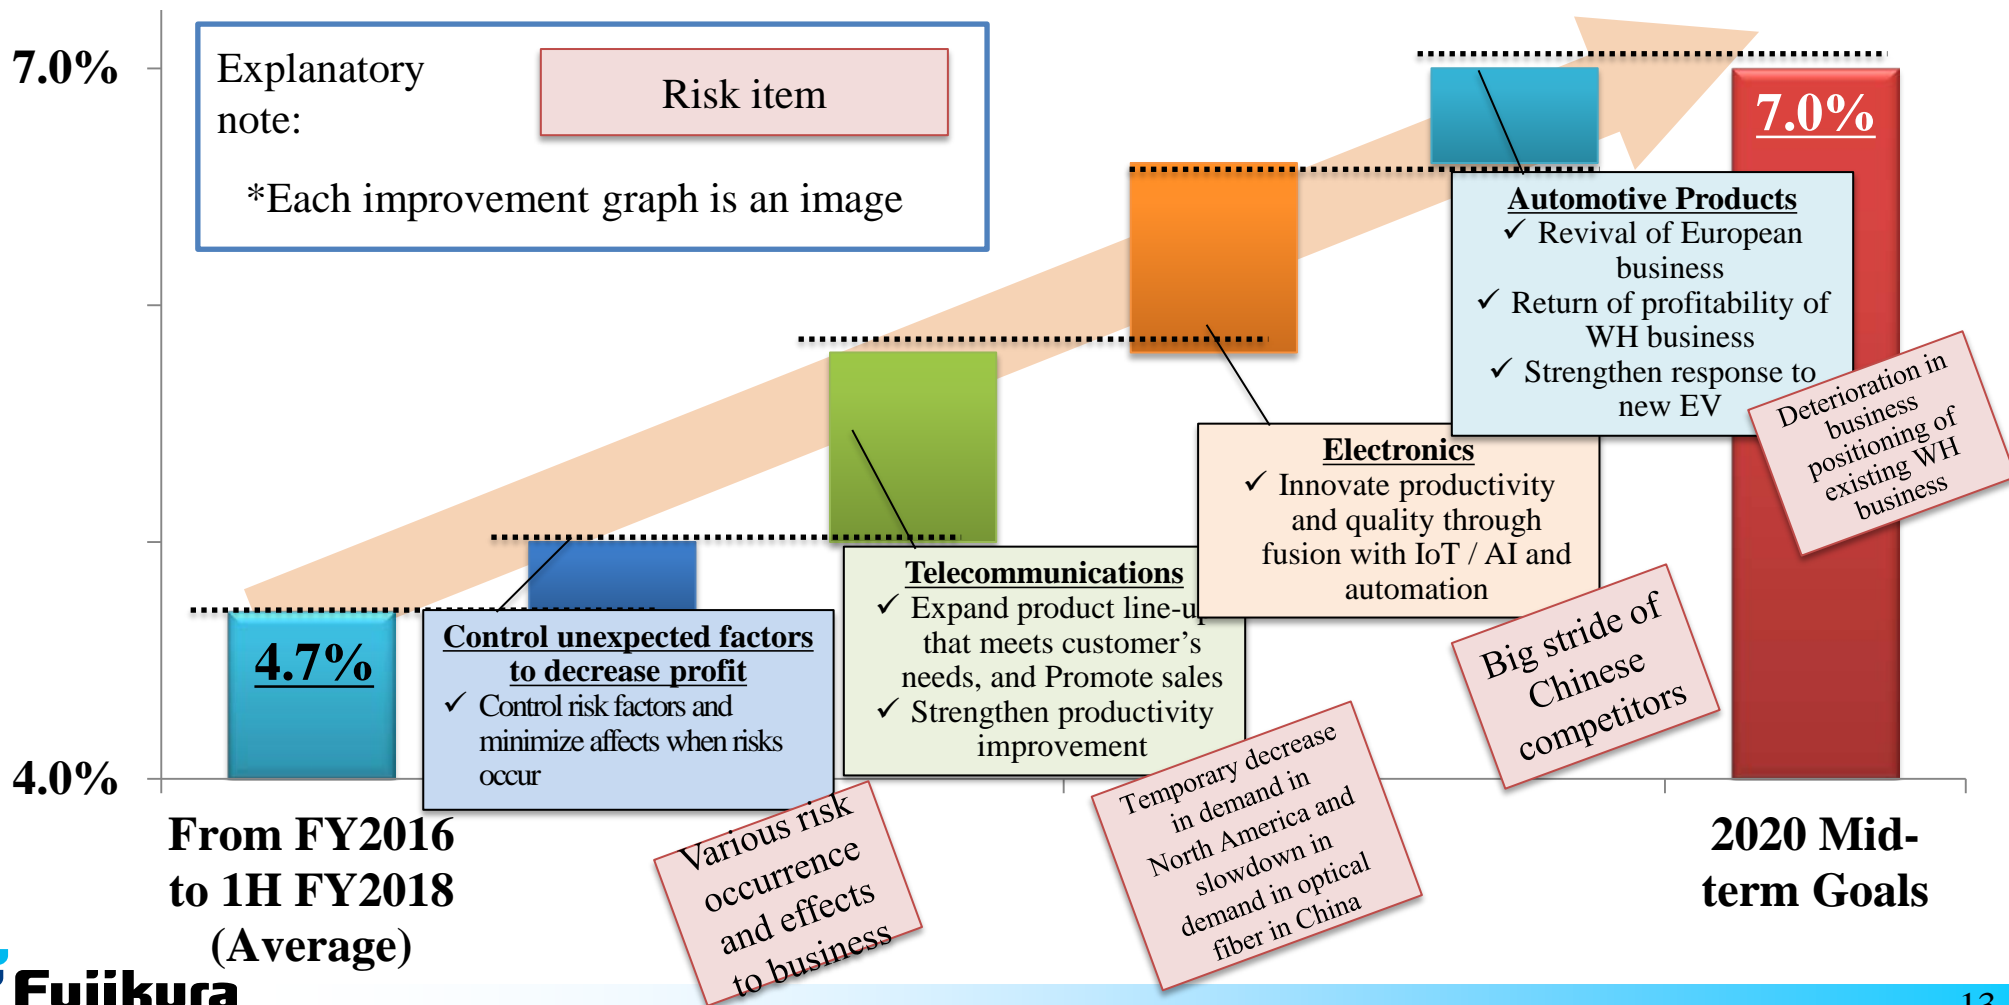 7.0%
4.0%
Explanatory
note:
Risk item
*Each improvement graph is an image
4.7%
7.0%
Control unexpected factors
to decrease profit
✓ Control risk factors and
minimize affects when risks
occur
Telecommunications
✓ Expand product line-up
that meets customer’s
needs, and Promote sales
✓ Strengthen productivity
improvement
Electronics
✓ Innovate productivity
and quality through
fusion with IoT / AI and
automation
Automotive Products
✓ Revival of European
business
✓ Return of profitability of
WH business
✓ Strengthen response to
new EV
Various risk
occurrence
and effects
to business
Temporary decrease
in demand in
North America and
slowdown in
demand in optical
fiber in China
Big stride of
Chinese
competitors
Deterioration in
business
positioning of
existing WH
business
From FY2016
to 1H FY2018
(Average)
2020 Mid-
term Goals
Fujikura
13